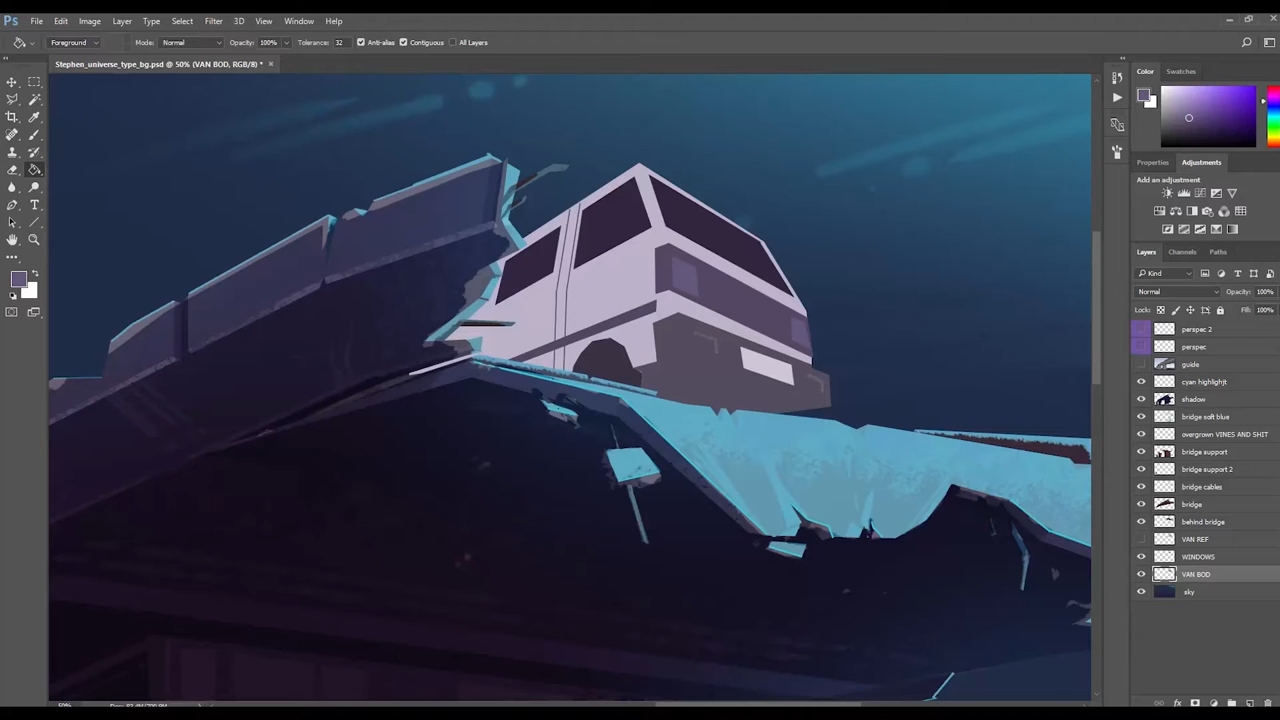 Ps File Edit Image Layer Type Select Filter 3D View Window Help
Foreground Mode: Normal Opacity: 100% Tolerance: 32 Anti-alias Contiguous All Layers
Stephen_universe_type_bg.psd @ 50% (VAN BOD, RGB/8) *
Color Swatches
Properties Adjustments
Add an adjustment
Layers Channels Paths
Kind
Normal Opacity: 100%
Lock: Fill: 100%
perspec 2
perspec
guide
cyan highlighjt
shadow
bridge soft blue
overgrown VINES AND SHIT
bridge support
bridge support 2
bridge cables
bridge
behind bridge
VAN REF
WINDOWS
VAN BOD
sky